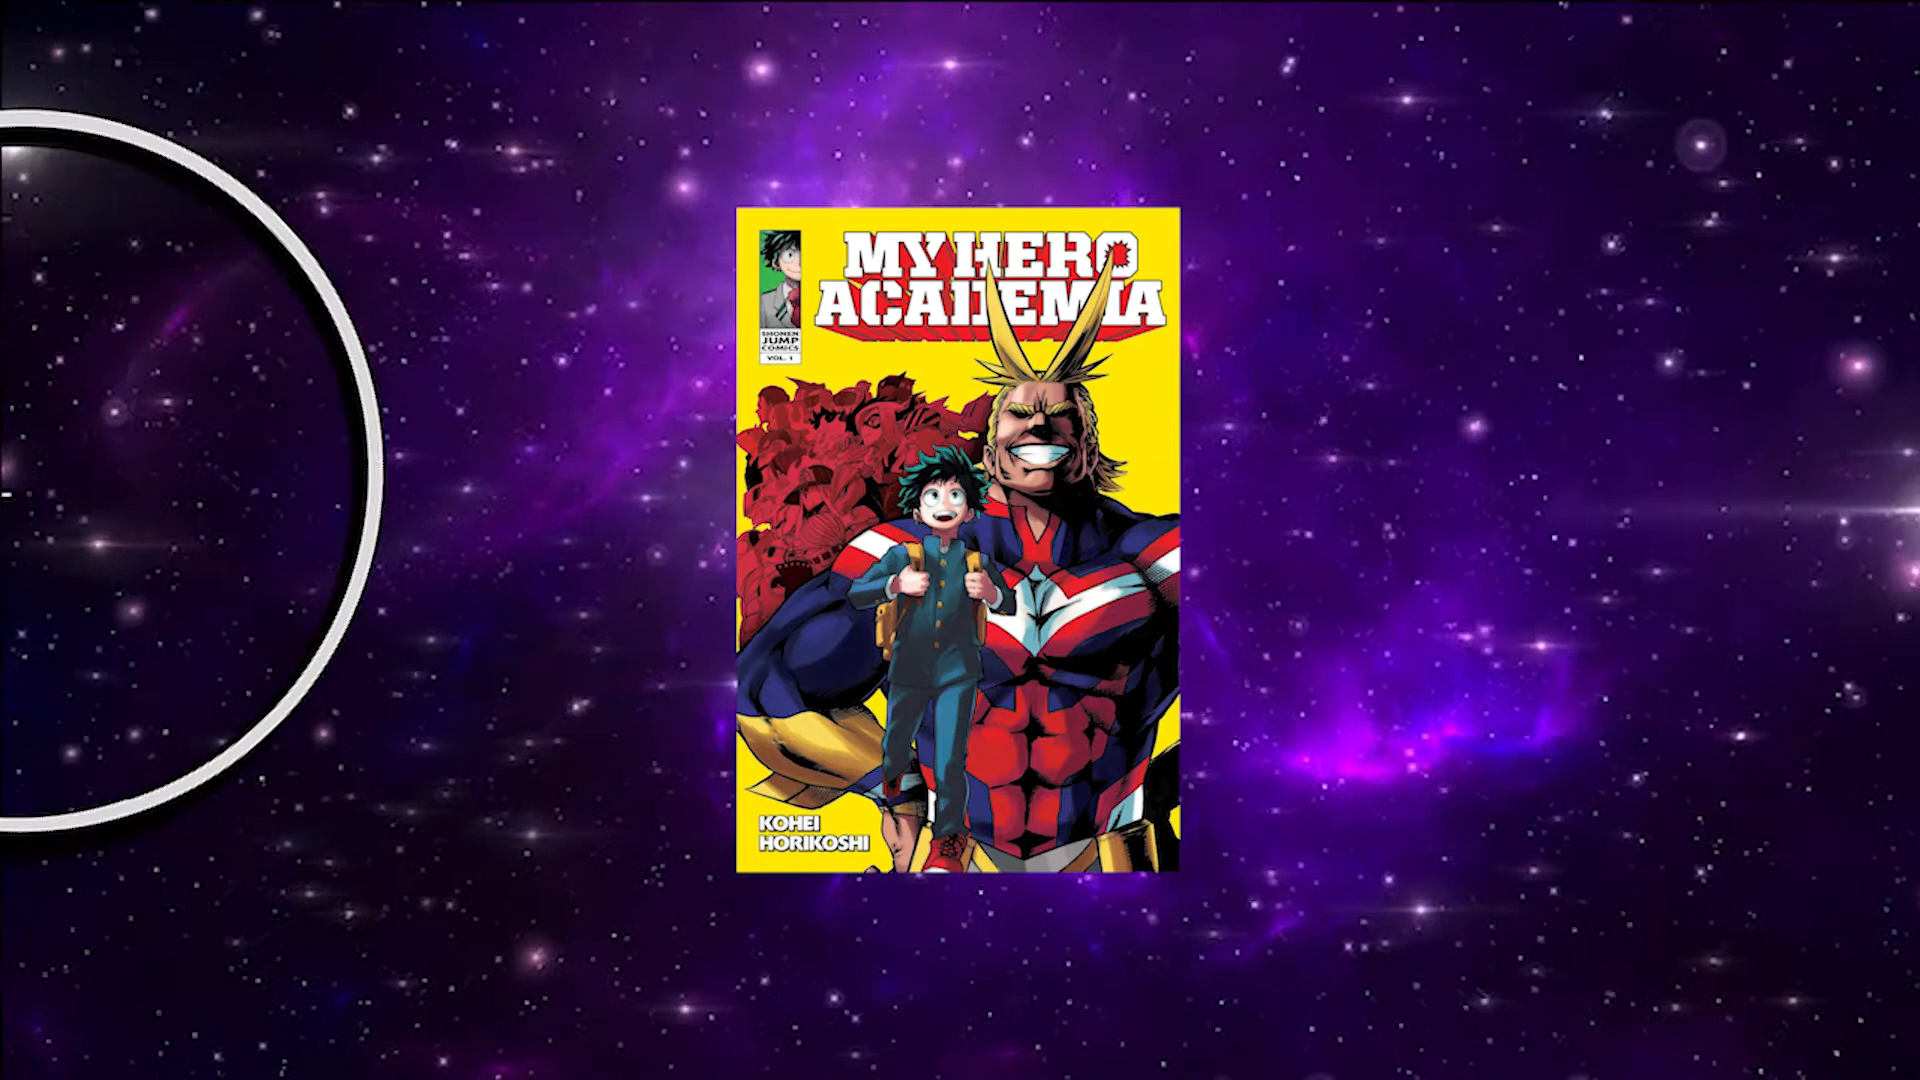 MY HERO
ACADEMIA
SHONEN
JUMP
COMICS
VOL. 1
KOHEI
HORIKOSHI